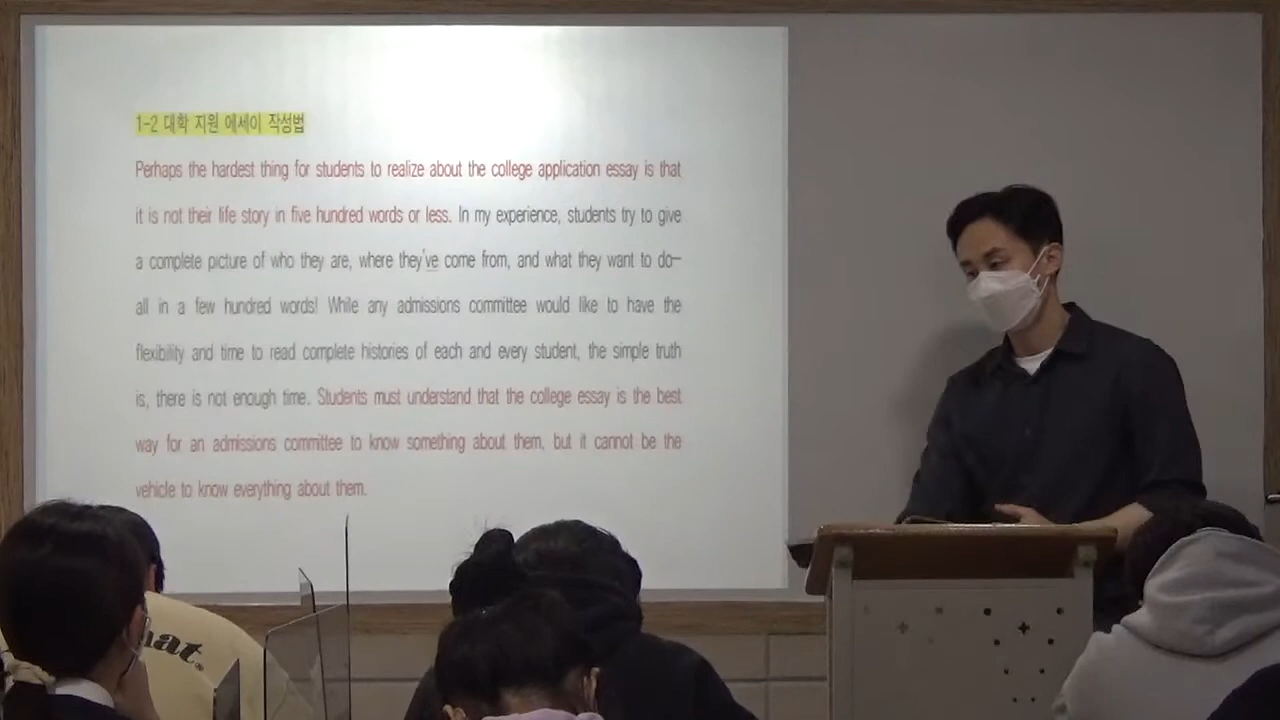 1-2 대학 지원 에세이 작성법
Perhaps the hardest thing for students to realize about the college application essay is that
it is not their life story in five hundred words or less. In my experience, students try to give
a complete picture of who they are, where they've come from, and what they want to do—
all in a few hundred words! While any admissions committee would like to have the
flexibility and time to read complete histories of each and every student, the simple truth
is, there is not enough time. Students must understand that the college essay is the best
way for an admissions committee to know something about them, but it cannot be the
vehicle to know everything about them.